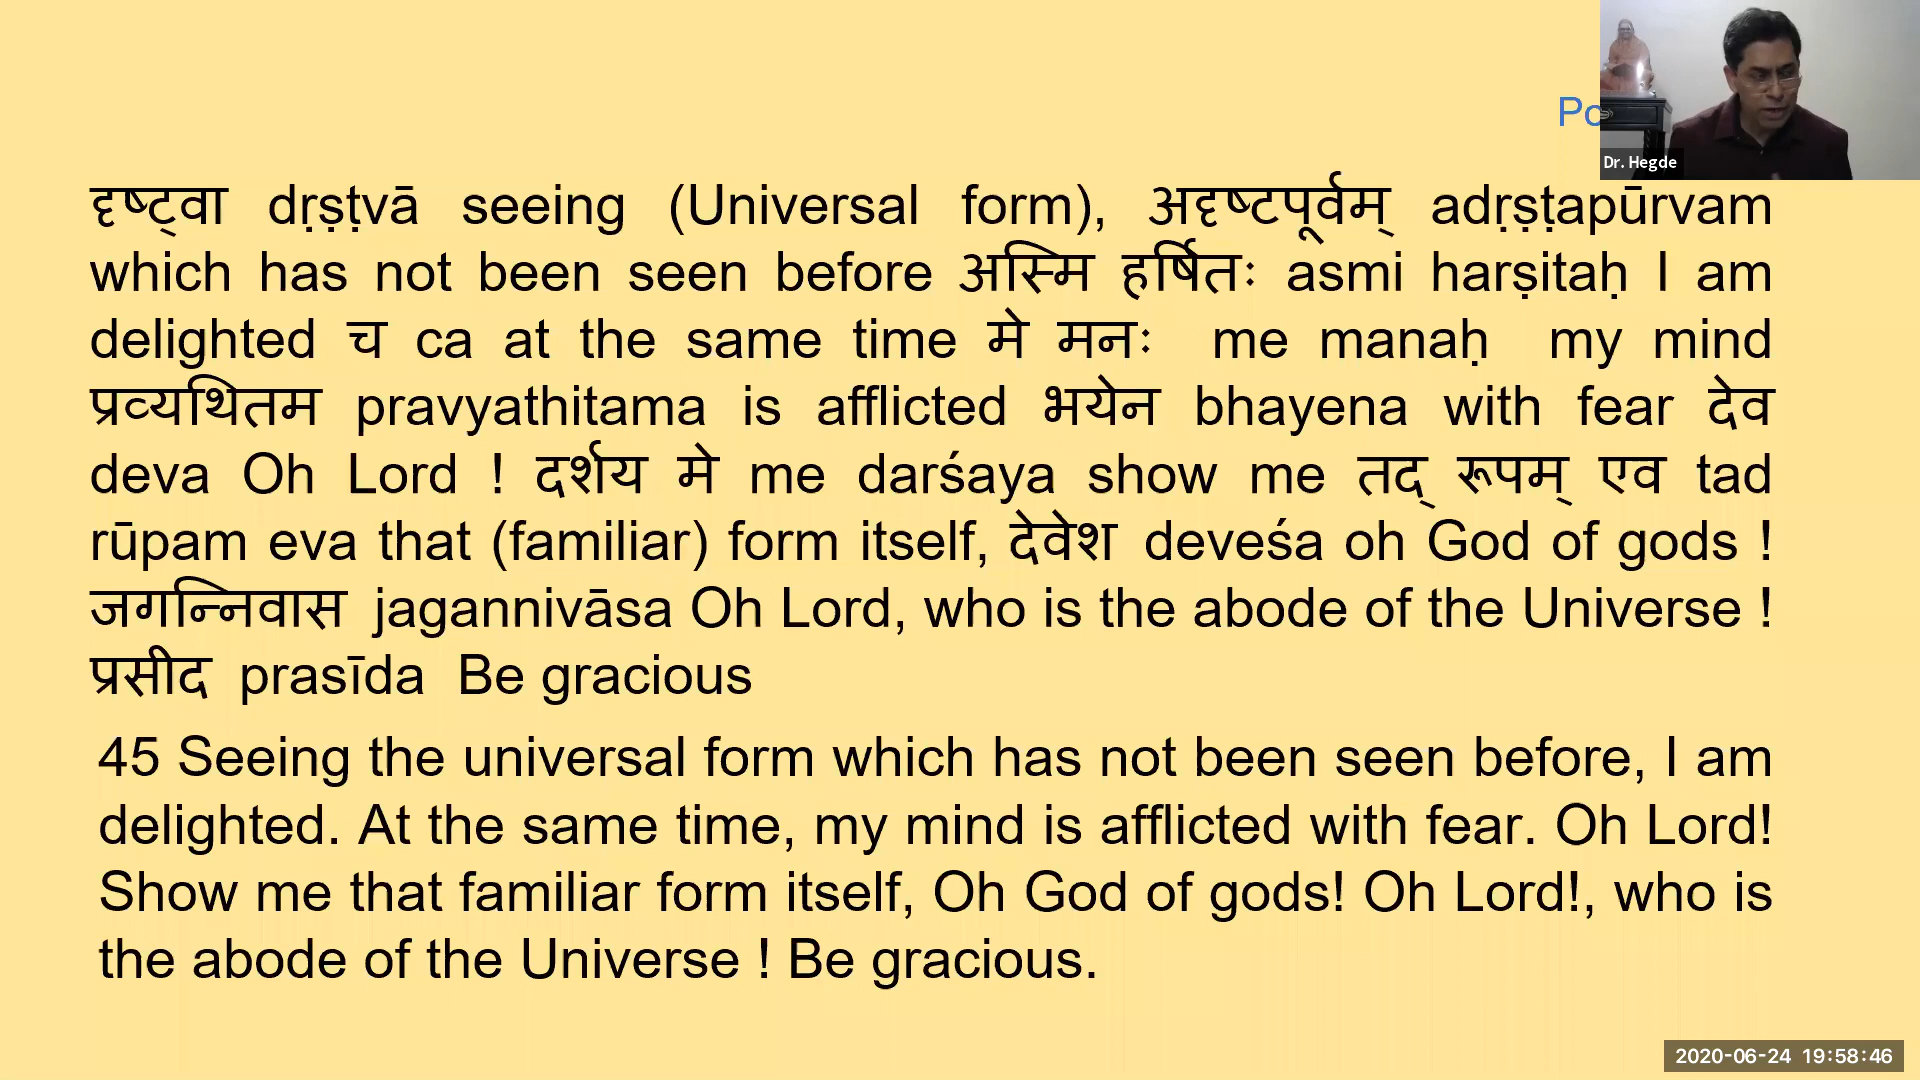 Po
Dr. Hegde
दृष्ट्वा dṛṣṭvā seeing (Universal form), अदृष्टपूर्वम् adṛṣṭapūrvam
which has not been seen before अस्मि हर्षितः asmi harṣitaḥ I am
delighted च ca at the same time मे मनः me manaḥ my mind
प्रव्यथितम pravyathitama is afflicted भयेन bhayena with fear देव
deva Oh Lord ! दर्शय मे me darśaya show me तद् रूपम् एव tad
rūpam eva that (familiar) form itself, देवेश deveśa oh God of gods !
जगन्निवास jagannivāsa Oh Lord, who is the abode of the Universe !
प्रसीद prasīda Be gracious
45 Seeing the universal form which has not been seen before, I am
delighted. At the same time, my mind is afflicted with fear. Oh Lord!
Show me that familiar form itself, Oh God of gods! Oh Lord!, who is
the abode of the Universe ! Be gracious.
2020-06-24 19:58:46